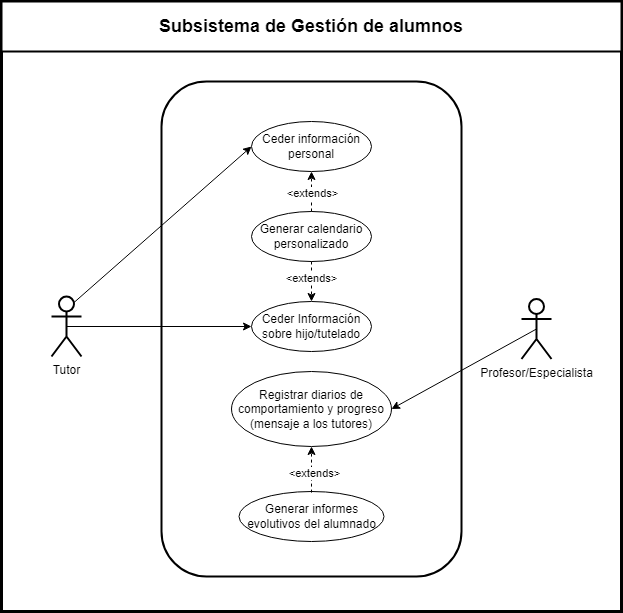 Subsistema de Gestión de alumnos
Ceder información
personal
<extends>
Generar calendario
personalizado
<extends>
Ceder Información
sobre hijo/tutelado
Tutor
Profesor/Especialista
Registrar diarios de
comportamiento y progreso
(mensaje a los tutores)
<extends>
Generar informes
evolutivos del alumnado